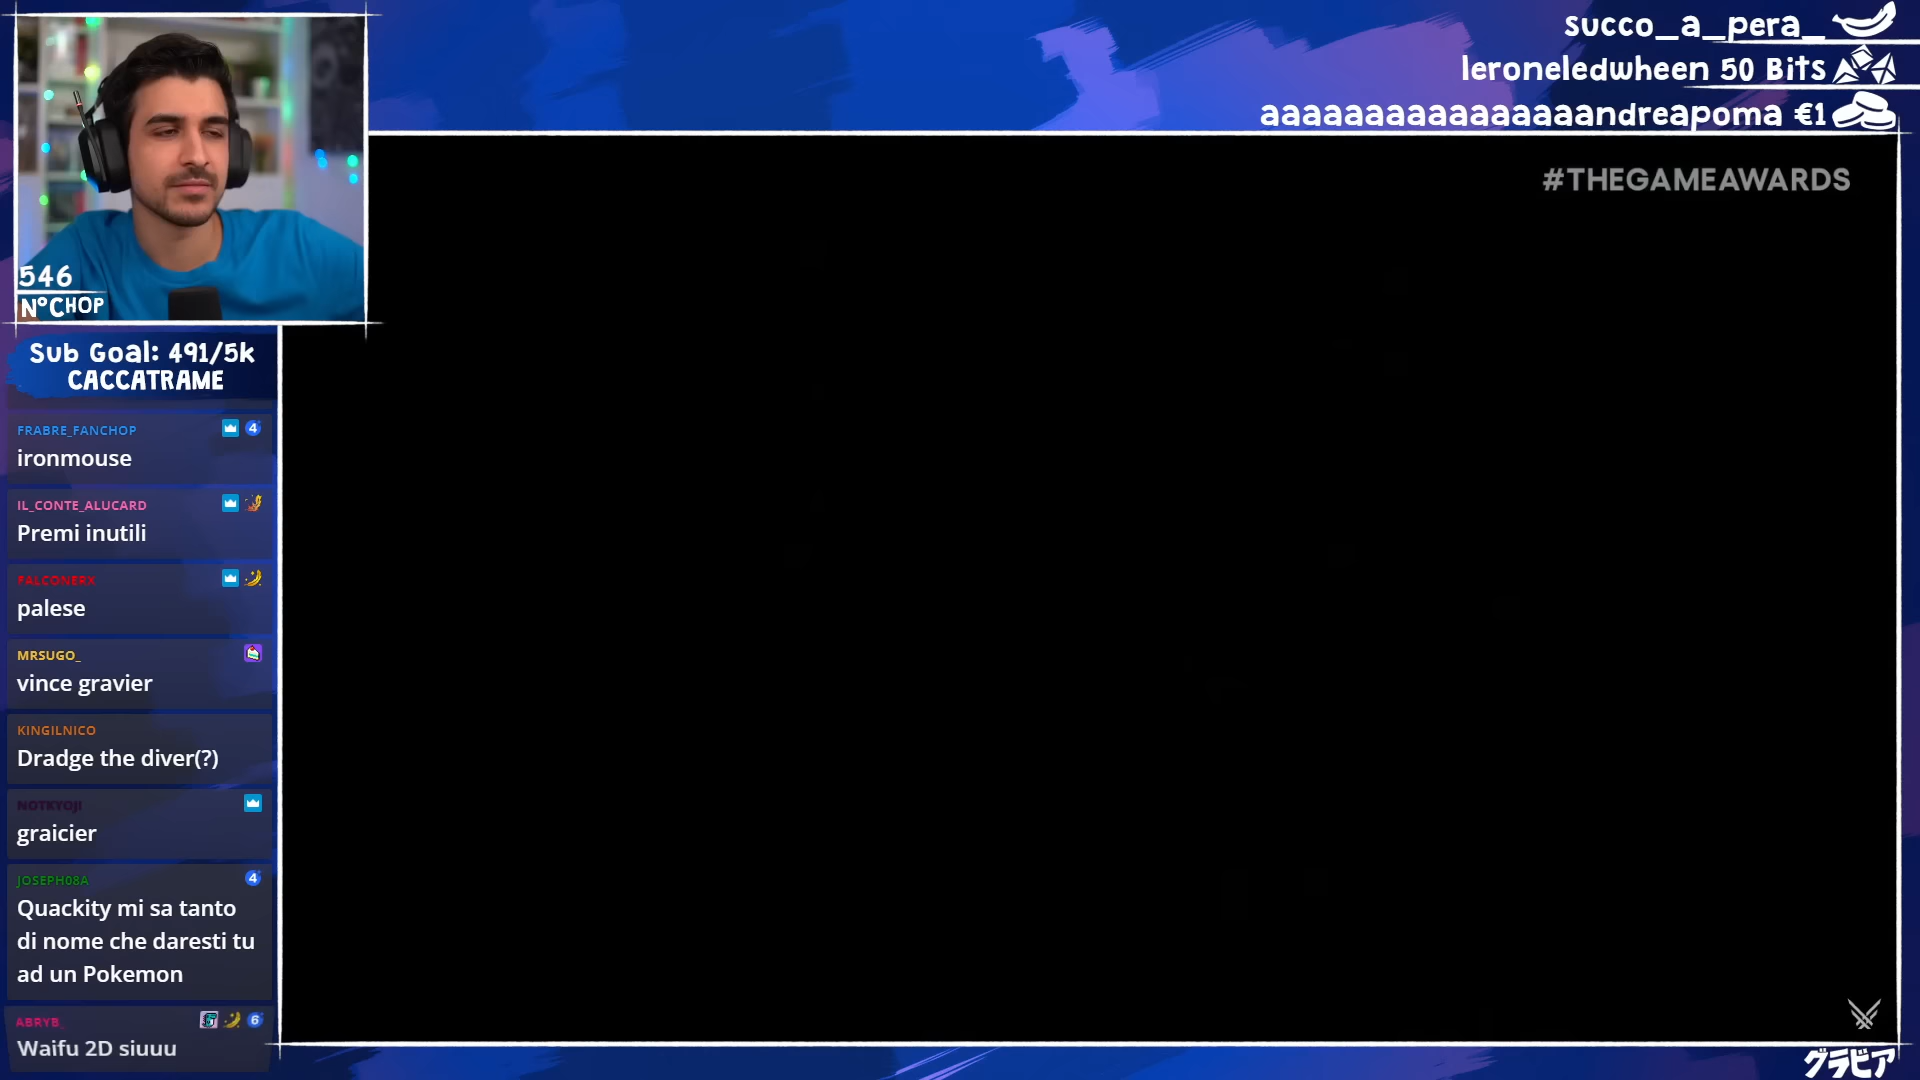 succo_a_pera_
leroneledwheen 50 Bits
aaaaaaaaaaaaaaaandreapoma €1
#THEGAMEAWARDS
546
N°CHOP
Sub Goal: 491/5k
CACCATRAME
FRABRE_FANCHOP 4
ironmouse
IL_CONTE_ALUCARD
Premi inutili
FALCONERX
palese
MRSUGO_
vince gravier
KINGILNICO
Dradge the diver(?)
NOTKYOJI
graicier
JOSEPH08A 4
Quackity mi sa tanto
di nome che daresti tu
ad un Pokemon
ABRYB_ 6
Waifu 2D siuuu
グラビア